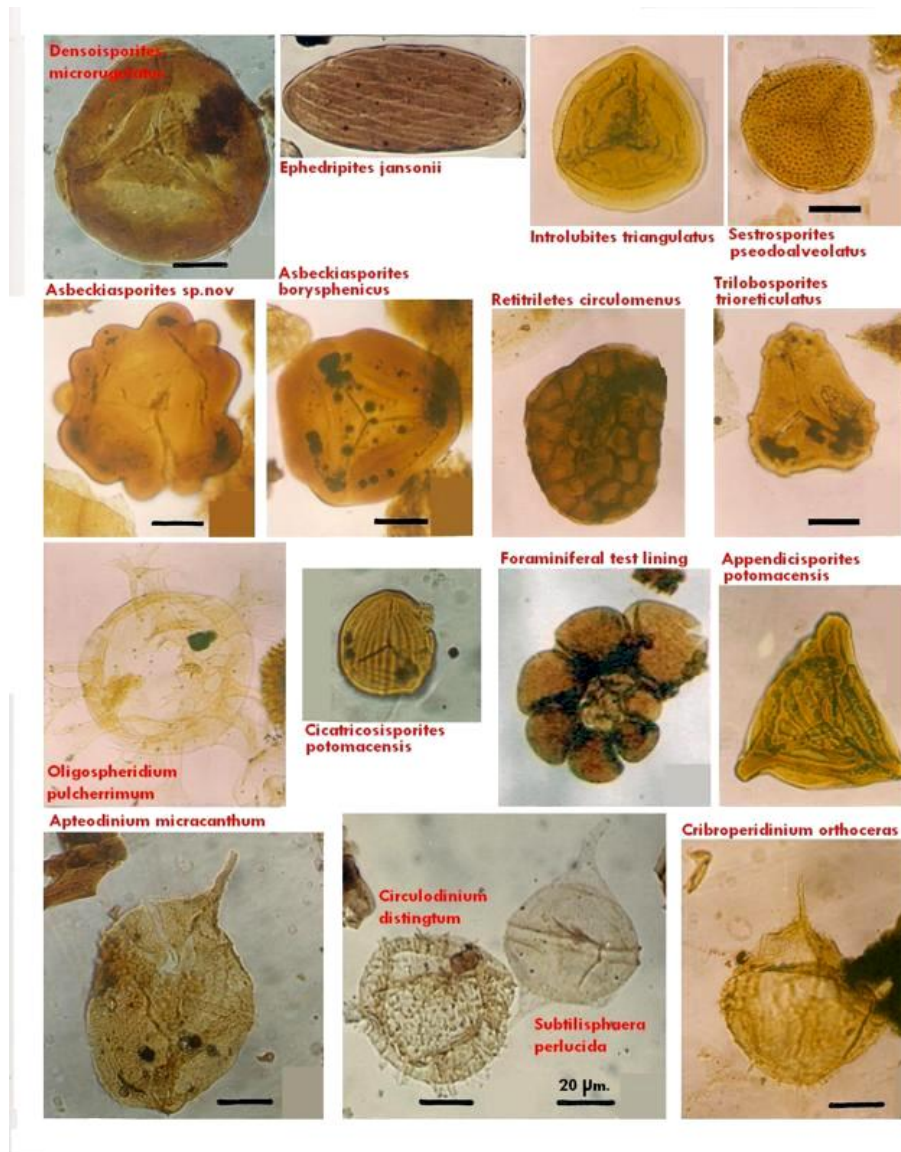 Densoisporites
microrugulatus
Ephedripites jansonii
Introlubites triangulatus
Sestrosporites
pseudoalveolatus
Asbeckiasporites sp.nov
Asbeckiasporites
borysphenicus
Retitriletes circulomenus
Trilobosporites
trioreticulatus
Oligospheridium
pulcherrimum
Cicatricosisporites
potomacensis
Foraminiferal test lining
Appendicisporites
potomacensis
Apteodinium micracanthum
Circulodinium
distingtum
Subtilisphaera
perlucida
20 µm.
Cribroperidinium orthoceras